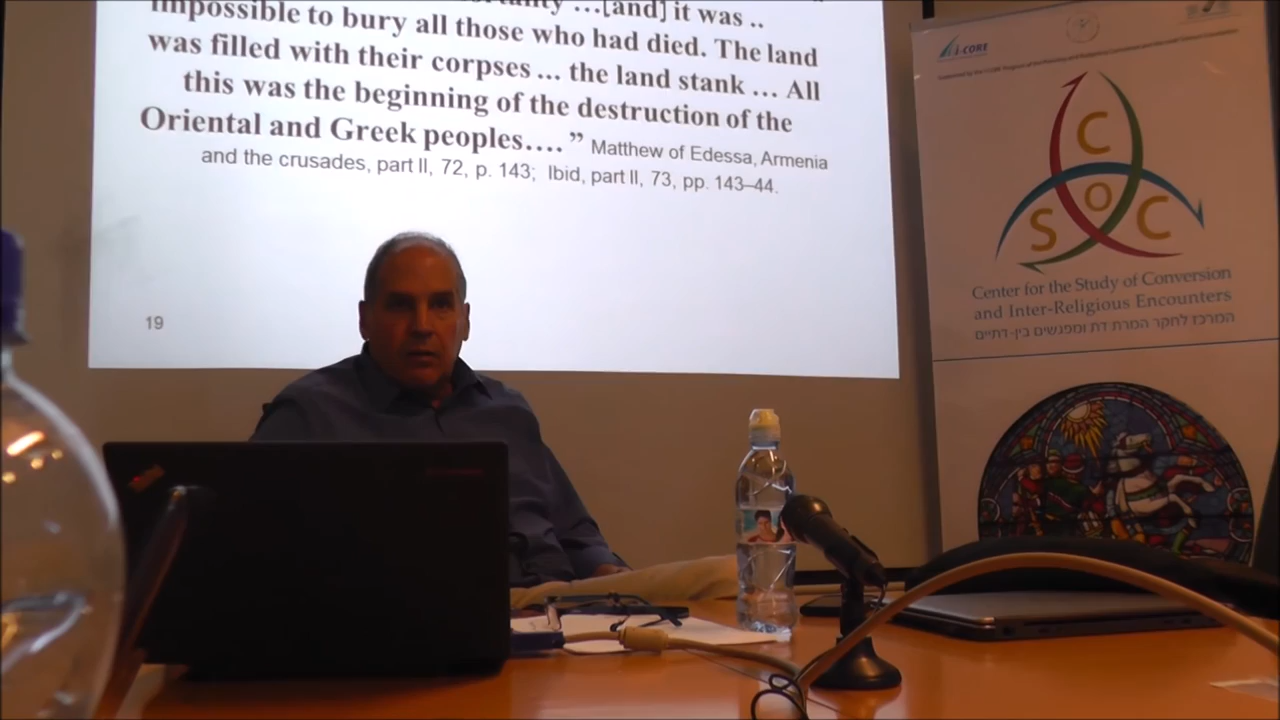 …[and] it was ..
impossible to bury all those who had died. The land
was filled with their corpses ... the land stank ... All
this was the beginning of the destruction of the
Oriental and Greek peoples…. ” Matthew of Edessa, Armenia
and the crusades, part II, 72, p. 143; Ibid, part II, 73, pp. 143–44.
19
i-CORE
C
S O C
Center for the Study of Conversion
and Inter-Religious Encounters
המרכז לחקר המרת דת ומפגשים בין-דתיים